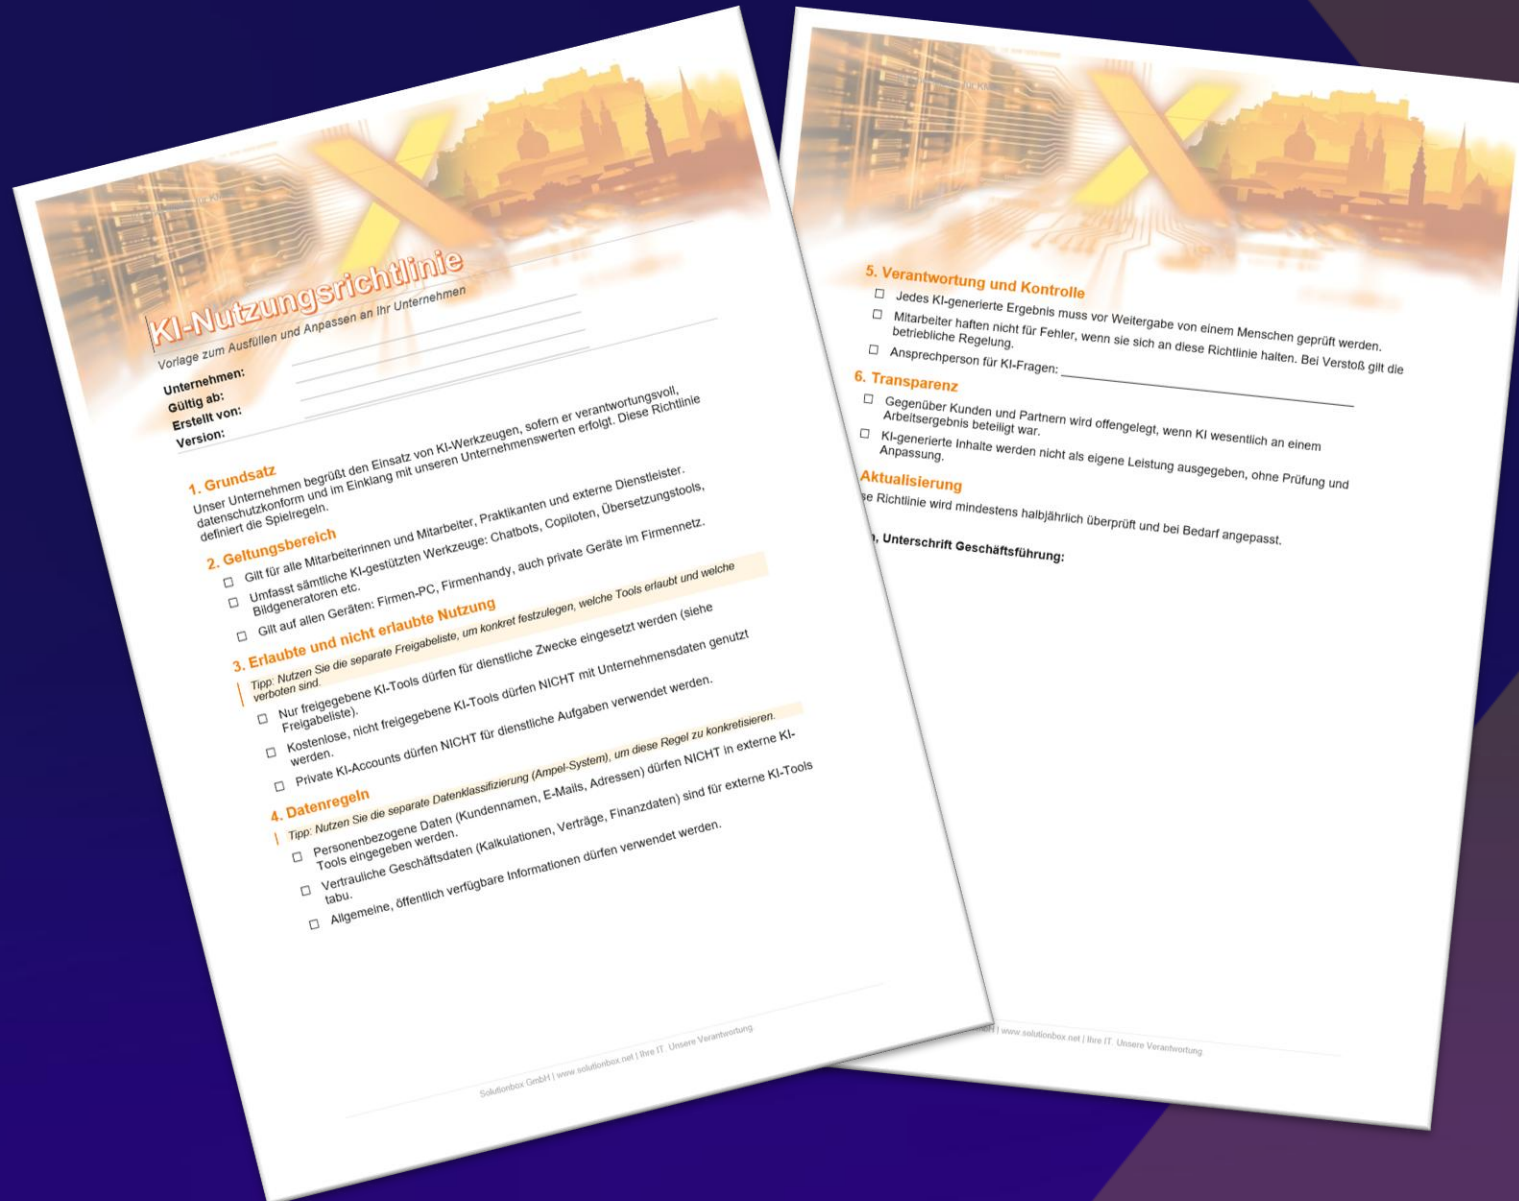 KI-Nutzungsrichtlinie
Vorlage zum Ausfüllen und Anpassen an Ihr Unternehmen
Unternehmen:
Gültig ab:
Erstellt von:
Version:
1. Grundsatz
Unser Unternehmen begrüßt den Einsatz von KI-Werkzeugen, sofern er verantwortungsvoll,
datenschutzkonform und im Einklang mit unseren Unternehmenswerten erfolgt. Diese Richtlinie
definiert die Spielregeln.
2. Geltungsbereich
☐ Gilt für alle Mitarbeiterinnen und Mitarbeiter, Praktikanten und externe Dienstleister.
☐ Umfasst sämtliche KI-gestützten Werkzeuge: Chatbots, Copiloten, Übersetzungstools,
Bildgeneratoren etc.
☐ Gilt auf allen Geräten: Firmen-PC, Firmenhandy, auch private Geräte im Firmennetz.
3. Erlaubte und nicht erlaubte Nutzung
Tipp: Nutzen Sie die separate Freigabeliste, um konkret festzulegen, welche Tools erlaubt und welche
verboten sind.
☐ Nur freigegebene KI-Tools dürfen für dienstliche Zwecke eingesetzt werden (siehe
Freigabeliste).
☐ Kostenlose, nicht freigegebene KI-Tools dürfen NICHT mit Unternehmensdaten genutzt
werden.
☐ Private KI-Accounts dürfen NICHT für dienstliche Aufgaben verwendet werden.
4. Datenregeln
Tipp: Nutzen Sie die separate Datenklassifizierung (Ampel-System), um diese Regel zu konkretisieren.
☐ Personenbezogene Daten (Kundennamen, E-Mails, Adressen) dürfen NICHT in externe KI-
Tools eingegeben werden.
☐ Vertrauliche Geschäftsdaten (Kalkulationen, Verträge, Finanzdaten) sind für externe KI-Tools
tabu.
☐ Allgemeine, öffentlich verfügbare Informationen dürfen verwendet werden.
Solutionbox GmbH | www.solutionbox.net | Ihre IT. Unsere Verantwortung
5. Verantwortung und Kontrolle
☐ Jedes KI-generierte Ergebnis muss vor Weitergabe von einem Menschen geprüft werden.
☐ Mitarbeiter haften nicht für Fehler, wenn sie sich an diese Richtlinie halten. Bei Verstoß gilt die
betriebliche Regelung.
☐ Ansprechperson für KI-Fragen:
6. Transparenz
☐ Gegenüber Kunden und Partnern wird offengelegt, wenn KI wesentlich an einem
Arbeitsergebnis beteiligt war.
☐ KI-generierte Inhalte werden nicht als eigene Leistung ausgegeben, ohne Prüfung und
Anpassung.
Aktualisierung
se Richtlinie wird mindestens halbjährlich überprüft und bei Bedarf angepasst.
, Unterschrift Geschäftsführung:
| www.solutionbox.net | Ihre IT. Unsere Verantwortung